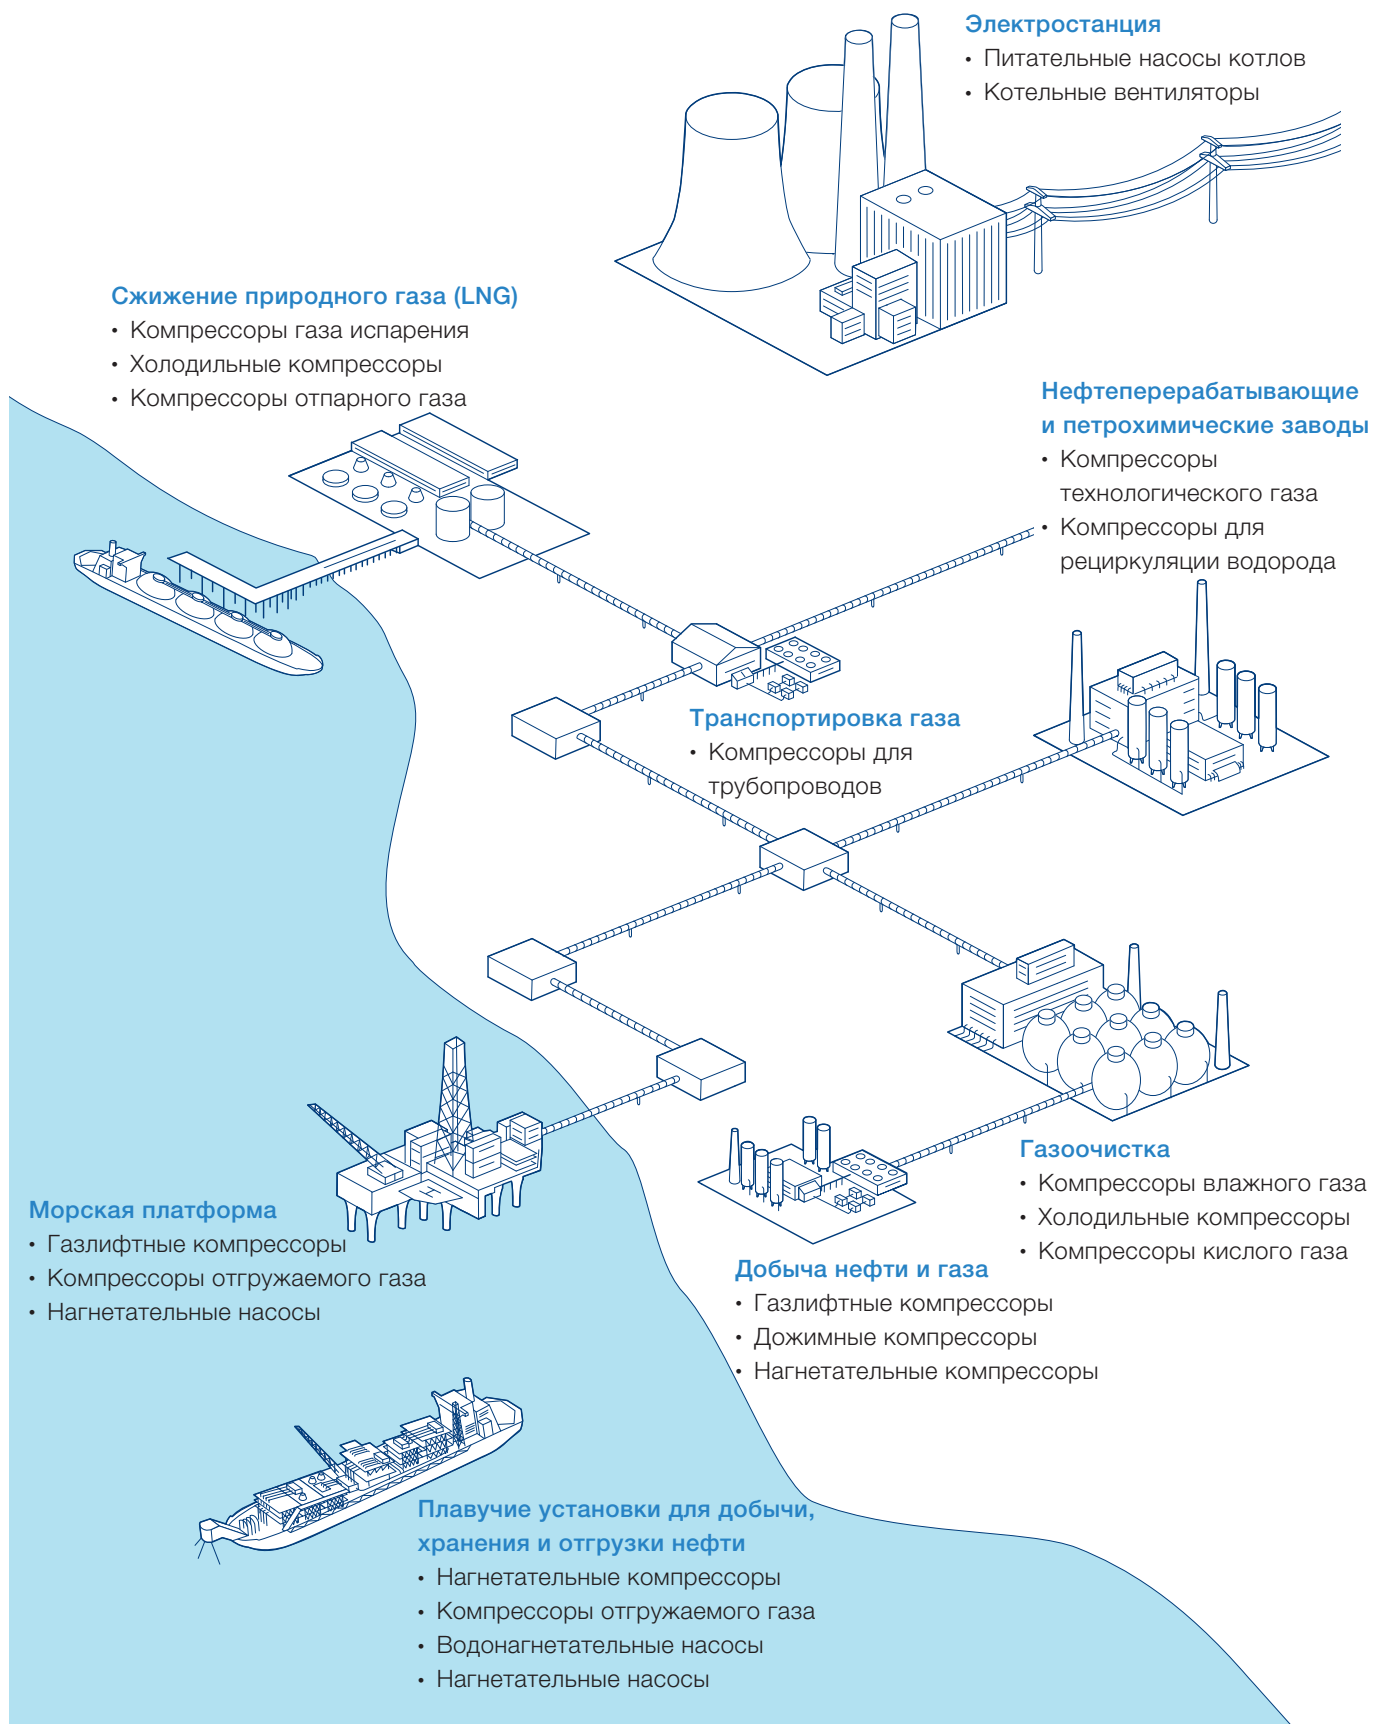 Электростанция
• Питательные насосы котлов
• Котельные вентиляторы
Сжижение природного газа (LNG)
• Компрессоры газа испарения
• Холодильные компрессоры
• Компрессоры отпарного газа
Нефтеперерабатывающие
и петрохимические заводы
• Компрессоры
технологического газа
• Компрессоры для
рециркуляции водорода
Транспортировка газа
• Компрессоры для
трубопроводов
Газоочистка
• Компрессоры влажного газа
• Холодильные компрессоры
• Компрессоры кислого газа
Морская платформа
• Газлифтные компрессоры
• Компрессоры отгружаемого газа
• Нагнетательные насосы
Добыча нефти и газа
• Газлифтные компрессоры
• Дожимные компрессоры
• Нагнетательные компрессоры
Плавучие установки для добычи,
хранения и отгрузки нефти
• Нагнетательные компрессоры
• Компрессоры отгружаемого газа
• Водонагнетательные насосы
• Нагнетательные насосы